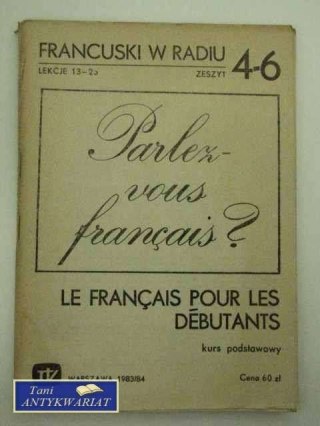 FRANCUSKI W RADIU
LEKCJE 13-2
ZESZYT 4-6
Parlez-
vous
français?
LE FRANÇAIS POUR LES
DÉBUTANTS
kurs podstawowy
WARSZAWA 1983/84
Cena 60 zł
Tani
ANTYKWARIAT